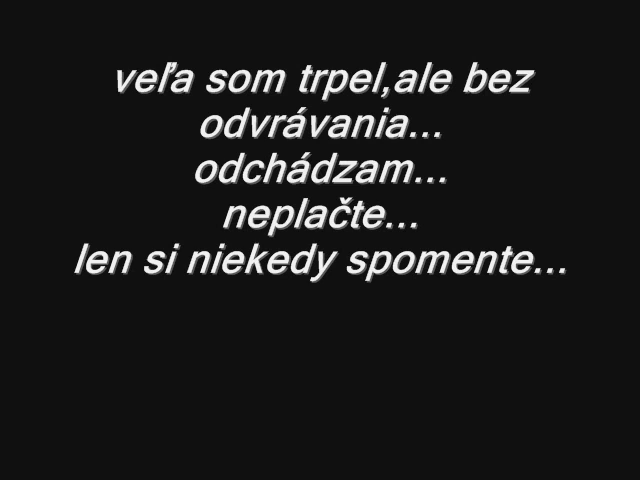 veľa som trpel,ale bez
odvrávania...
odchádzam...
neplačte...
len si niekedy spomente...